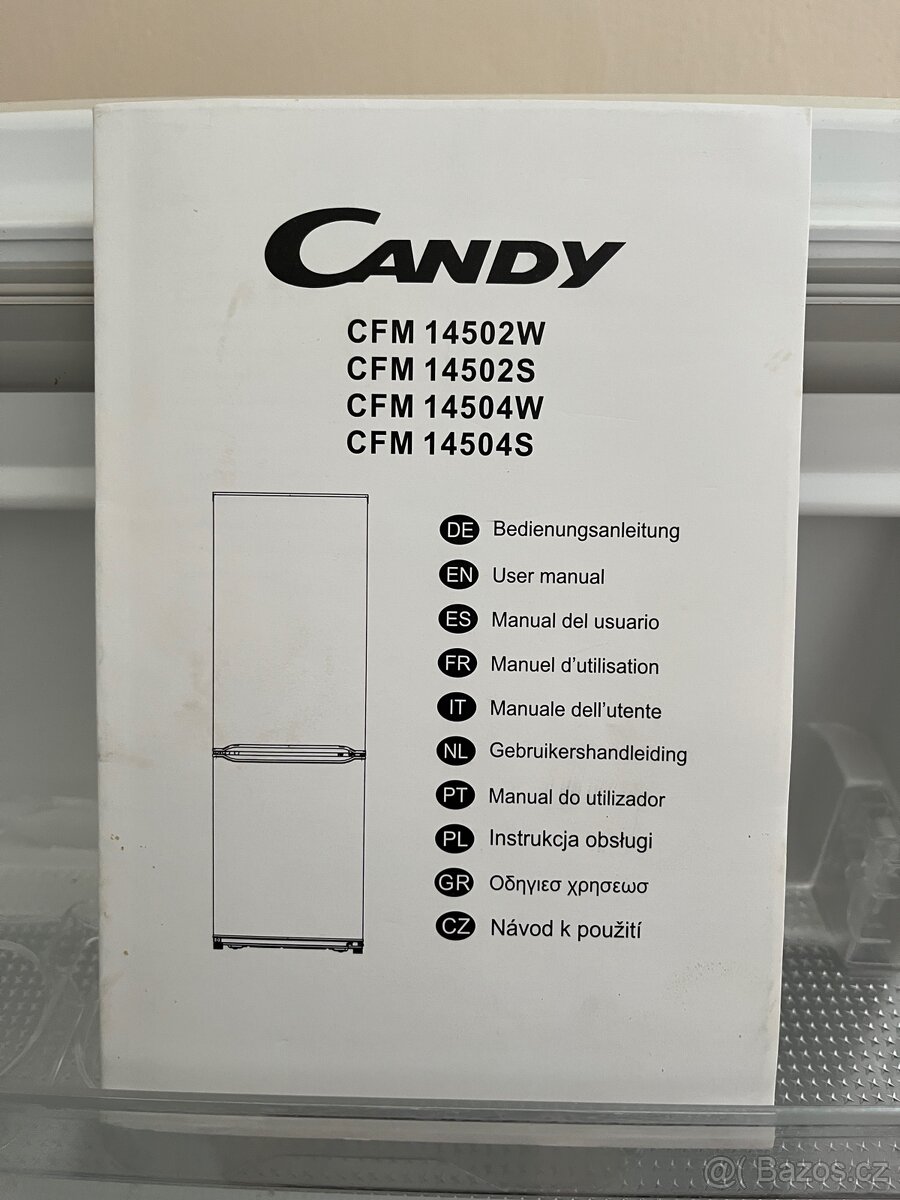 CANDY
CFM 14502W
CFM 14502S
CFM 14504W
CFM 14504S
DE Bedienungsanleitung
EN User manual
ES Manual del usuario
FR Manuel d'utilisation
IT Manuale dell'utente
NL Gebruikershandleiding
PT Manual do utilizador
PL Instrukcja obsługi
GR Οδηγιεσ χρησεωσ
CZ Návod k použití
@( Bazos.cz